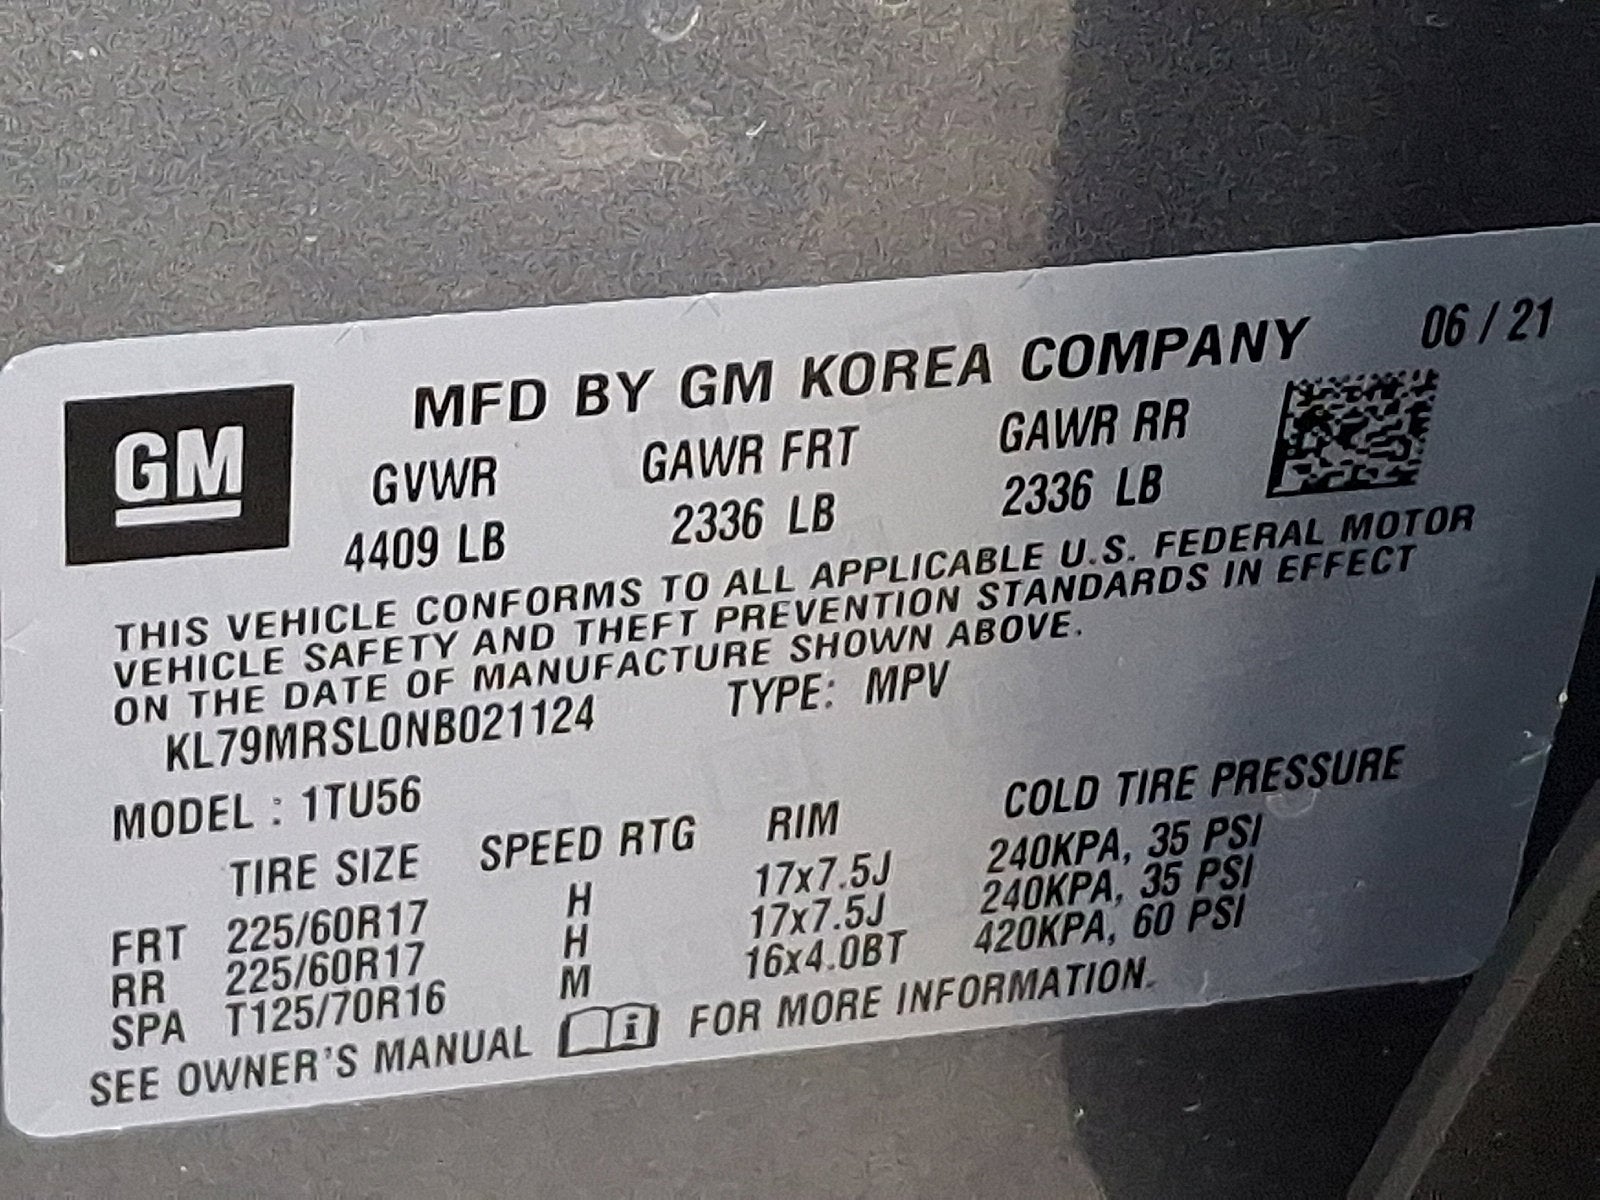 MFD BY GM KOREA COMPANY 06 / 21
GM
GVWR GAWR FRT GAWR RR
4409 LB 2336 LB 2336 LB
THIS VEHICLE CONFORMS TO ALL APPLICABLE U.S. FEDERAL MOTOR
VEHICLE SAFETY AND THEFT PREVENTION STANDARDS IN EFFECT
ON THE DATE OF MANUFACTURE SHOWN ABOVE.
KL79MRSL0NB021124 TYPE: MPV
MODEL : 1TU56
TIRE SIZE SPEED RTG RIM COLD TIRE PRESSURE
FRT 225/60R17 H 17x7.5J 240KPA, 35 PSI
RR 225/60R17 H 17x7.5J 240KPA, 35 PSI
SPA T125/70R16 M 16x4.0BT 420KPA, 60 PSI
SEE OWNER'S MANUAL i FOR MORE INFORMATION.